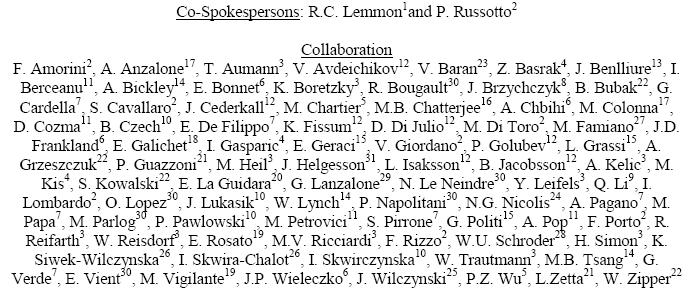 Co-Spokespersons: R.C. Lemmon¹and P. Russotto²
Collaboration
F. Amorini², A. Anzalone¹⁷, T. Aumann³, V. Avdeichikov¹², V. Baran²³, Z. Basrak⁴, J. Benlliure¹³, I.
Berceanu¹¹, A. Bickley¹⁴, E. Bonnet⁶, K. Boretzky³, R. Bougault³⁰, J. Brzychczyk⁸, B. Bubak²², G.
Cardella⁷, S. Cavallaro², J. Cederkall¹², M. Chartier⁵, M.B. Chatterjee¹⁶, A. Chbihi⁶, M. Colonna¹⁷,
D. Cozma¹¹, B. Czech¹⁰, E. De Filippo⁷, K. Fissum¹², D. Di Julio¹², M. Di Toro², M. Famiano²⁷, J.D.
Frankland⁶, E. Galichet¹⁸, I. Gasparic⁴, E. Geraci¹⁵, V. Giordano², P. Golubev¹², L. Grassi¹⁵, A.
Grzeszczuk²², P. Guazzoni²¹, M. Heil³, J. Helgesson³¹, L. Isaksson¹², B. Jacobsson¹², A. Kelic³, M.
Kis⁴, S. Kowalski²², E. La Guidara²⁰, G. Lanzalone²⁹, N. Le Neindre³⁰, Y. Leifels³, Q. Li⁹, I.
Lombardo², O. Lopez³⁰, J. Lukasik¹⁰, W. Lynch¹⁴, P. Napolitani³⁰, N.G. Nicolis²⁴, A. Pagano⁷, M.
Papa⁷, M. Parlog³⁰, P. Pawlowski¹⁰, M. Petrovici¹¹, S. Pirrone⁷, G. Politi¹⁵, A. Pop¹¹, F. Porto², R.
Reifarth³, W. Reisdorf³, E. Rosato¹⁹, M.V. Ricciardi³, F. Rizzo², W.U. Schroder²⁸, H. Simon³, K.
Siwek-Wilczynska²⁶, I. Skwira-Chalot²⁶, I. Skwirczynska¹⁰, W. Trautmann³, M.B. Tsang¹⁴, G.
Verde⁷, E. Vient³⁰, M. Vigilante¹⁹, J.P. Wieleczko⁶, J. Wilczynski²⁵, P.Z. Wu⁵, L.Zetta²¹, W. Zipper²²